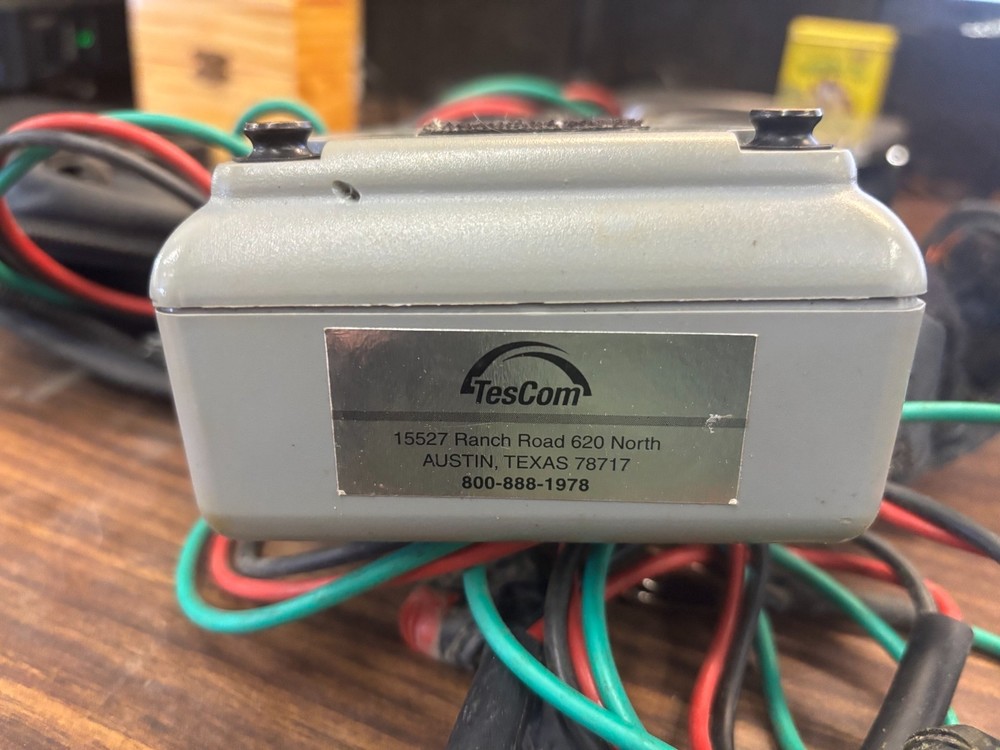 TesCom
15527 Ranch Road 620 North
AUSTIN, TEXAS 78717
800-888-1978